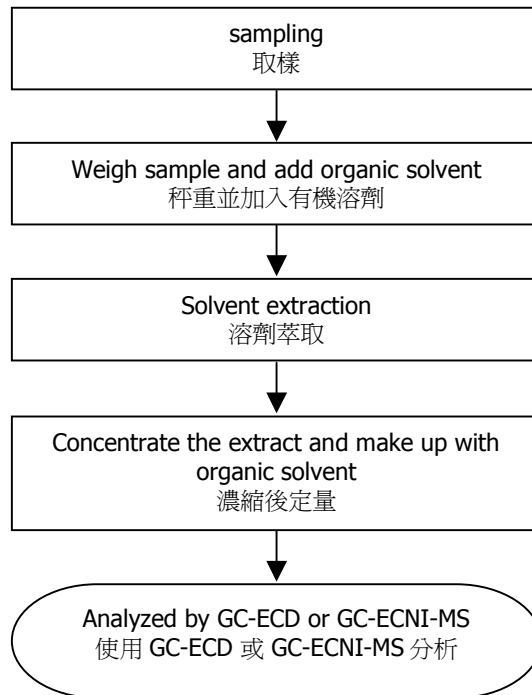 sampling
取樣
Weigh sample and add organic solvent
秤重並加入有機溶劑
Solvent extraction
溶劑萃取
Concentrate the extract and make up with
organic solvent
濃縮後定量
Analyzed by GC-ECD or GC-ECNI-MS
使用 GC-ECD 或 GC-ECNI-MS 分析